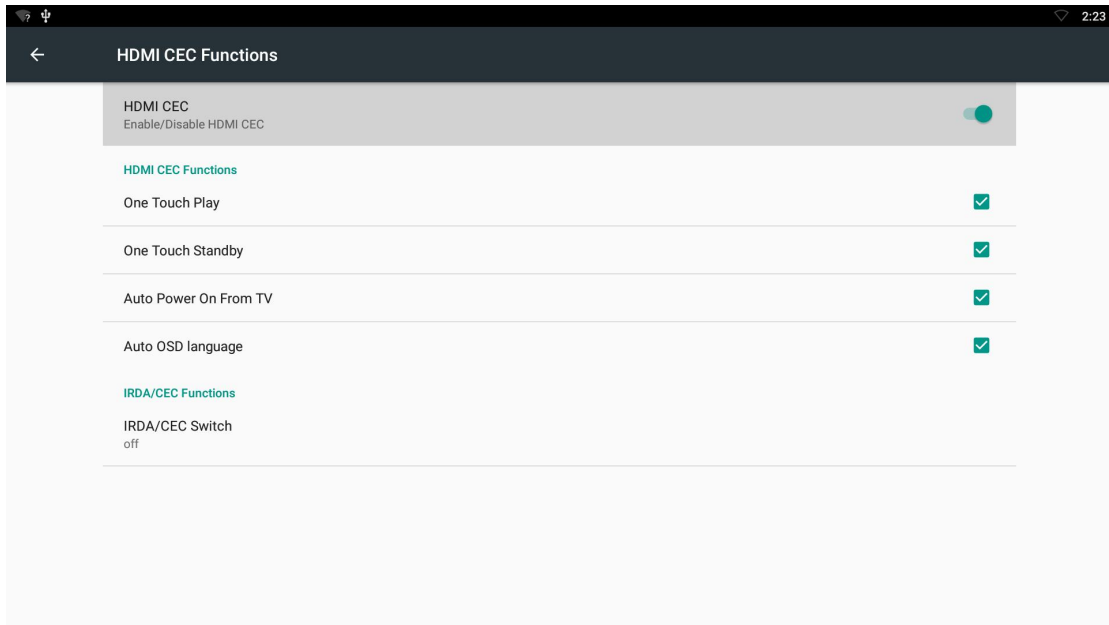 2:23
HDMI CEC Functions
HDMI CEC
Enable/Disable HDMI CEC
HDMI CEC Functions
One Touch Play
One Touch Standby
Auto Power On From TV
Auto OSD language
IRDA/CEC Functions
IRDA/CEC Switch
off